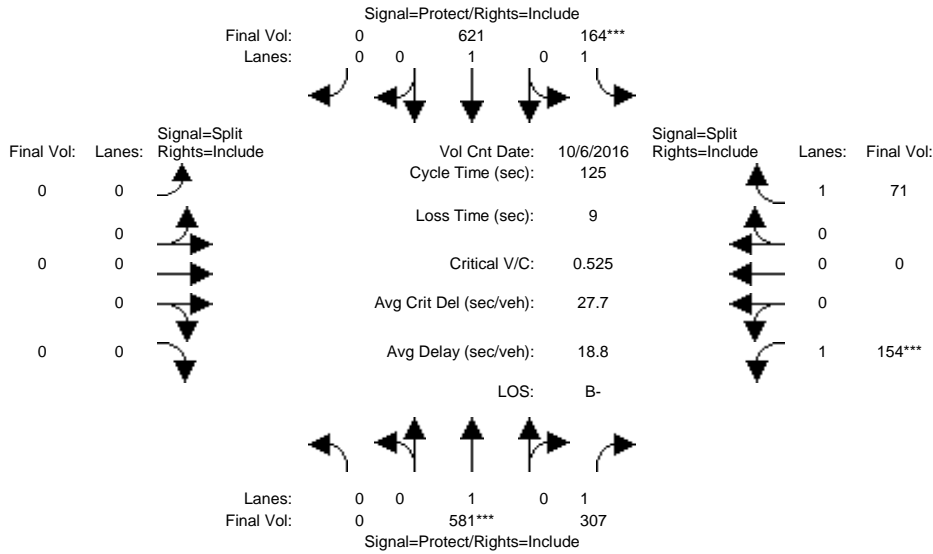 Signal=Protect/Rights=Include
Final Vol: 0 621 164***
Lanes: 0 0 1 0 1
Signal=Split Signal=Split
Final Vol: Lanes: Rights=Include Vol Cnt Date: 10/6/2016 Rights=Include Lanes: Final Vol:
Cycle Time (sec): 125
0 0 1 71
Loss Time (sec): 9
0 0
0 0 Critical V/C: 0.525 0 0
0 Avg Crit Del (sec/veh): 27.7 0
0 0 Avg Delay (sec/veh): 18.8 1 154***
LOS: B-
Lanes: 0 0 1 0 1
Final Vol: 0 581*** 307
Signal=Protect/Rights=Include